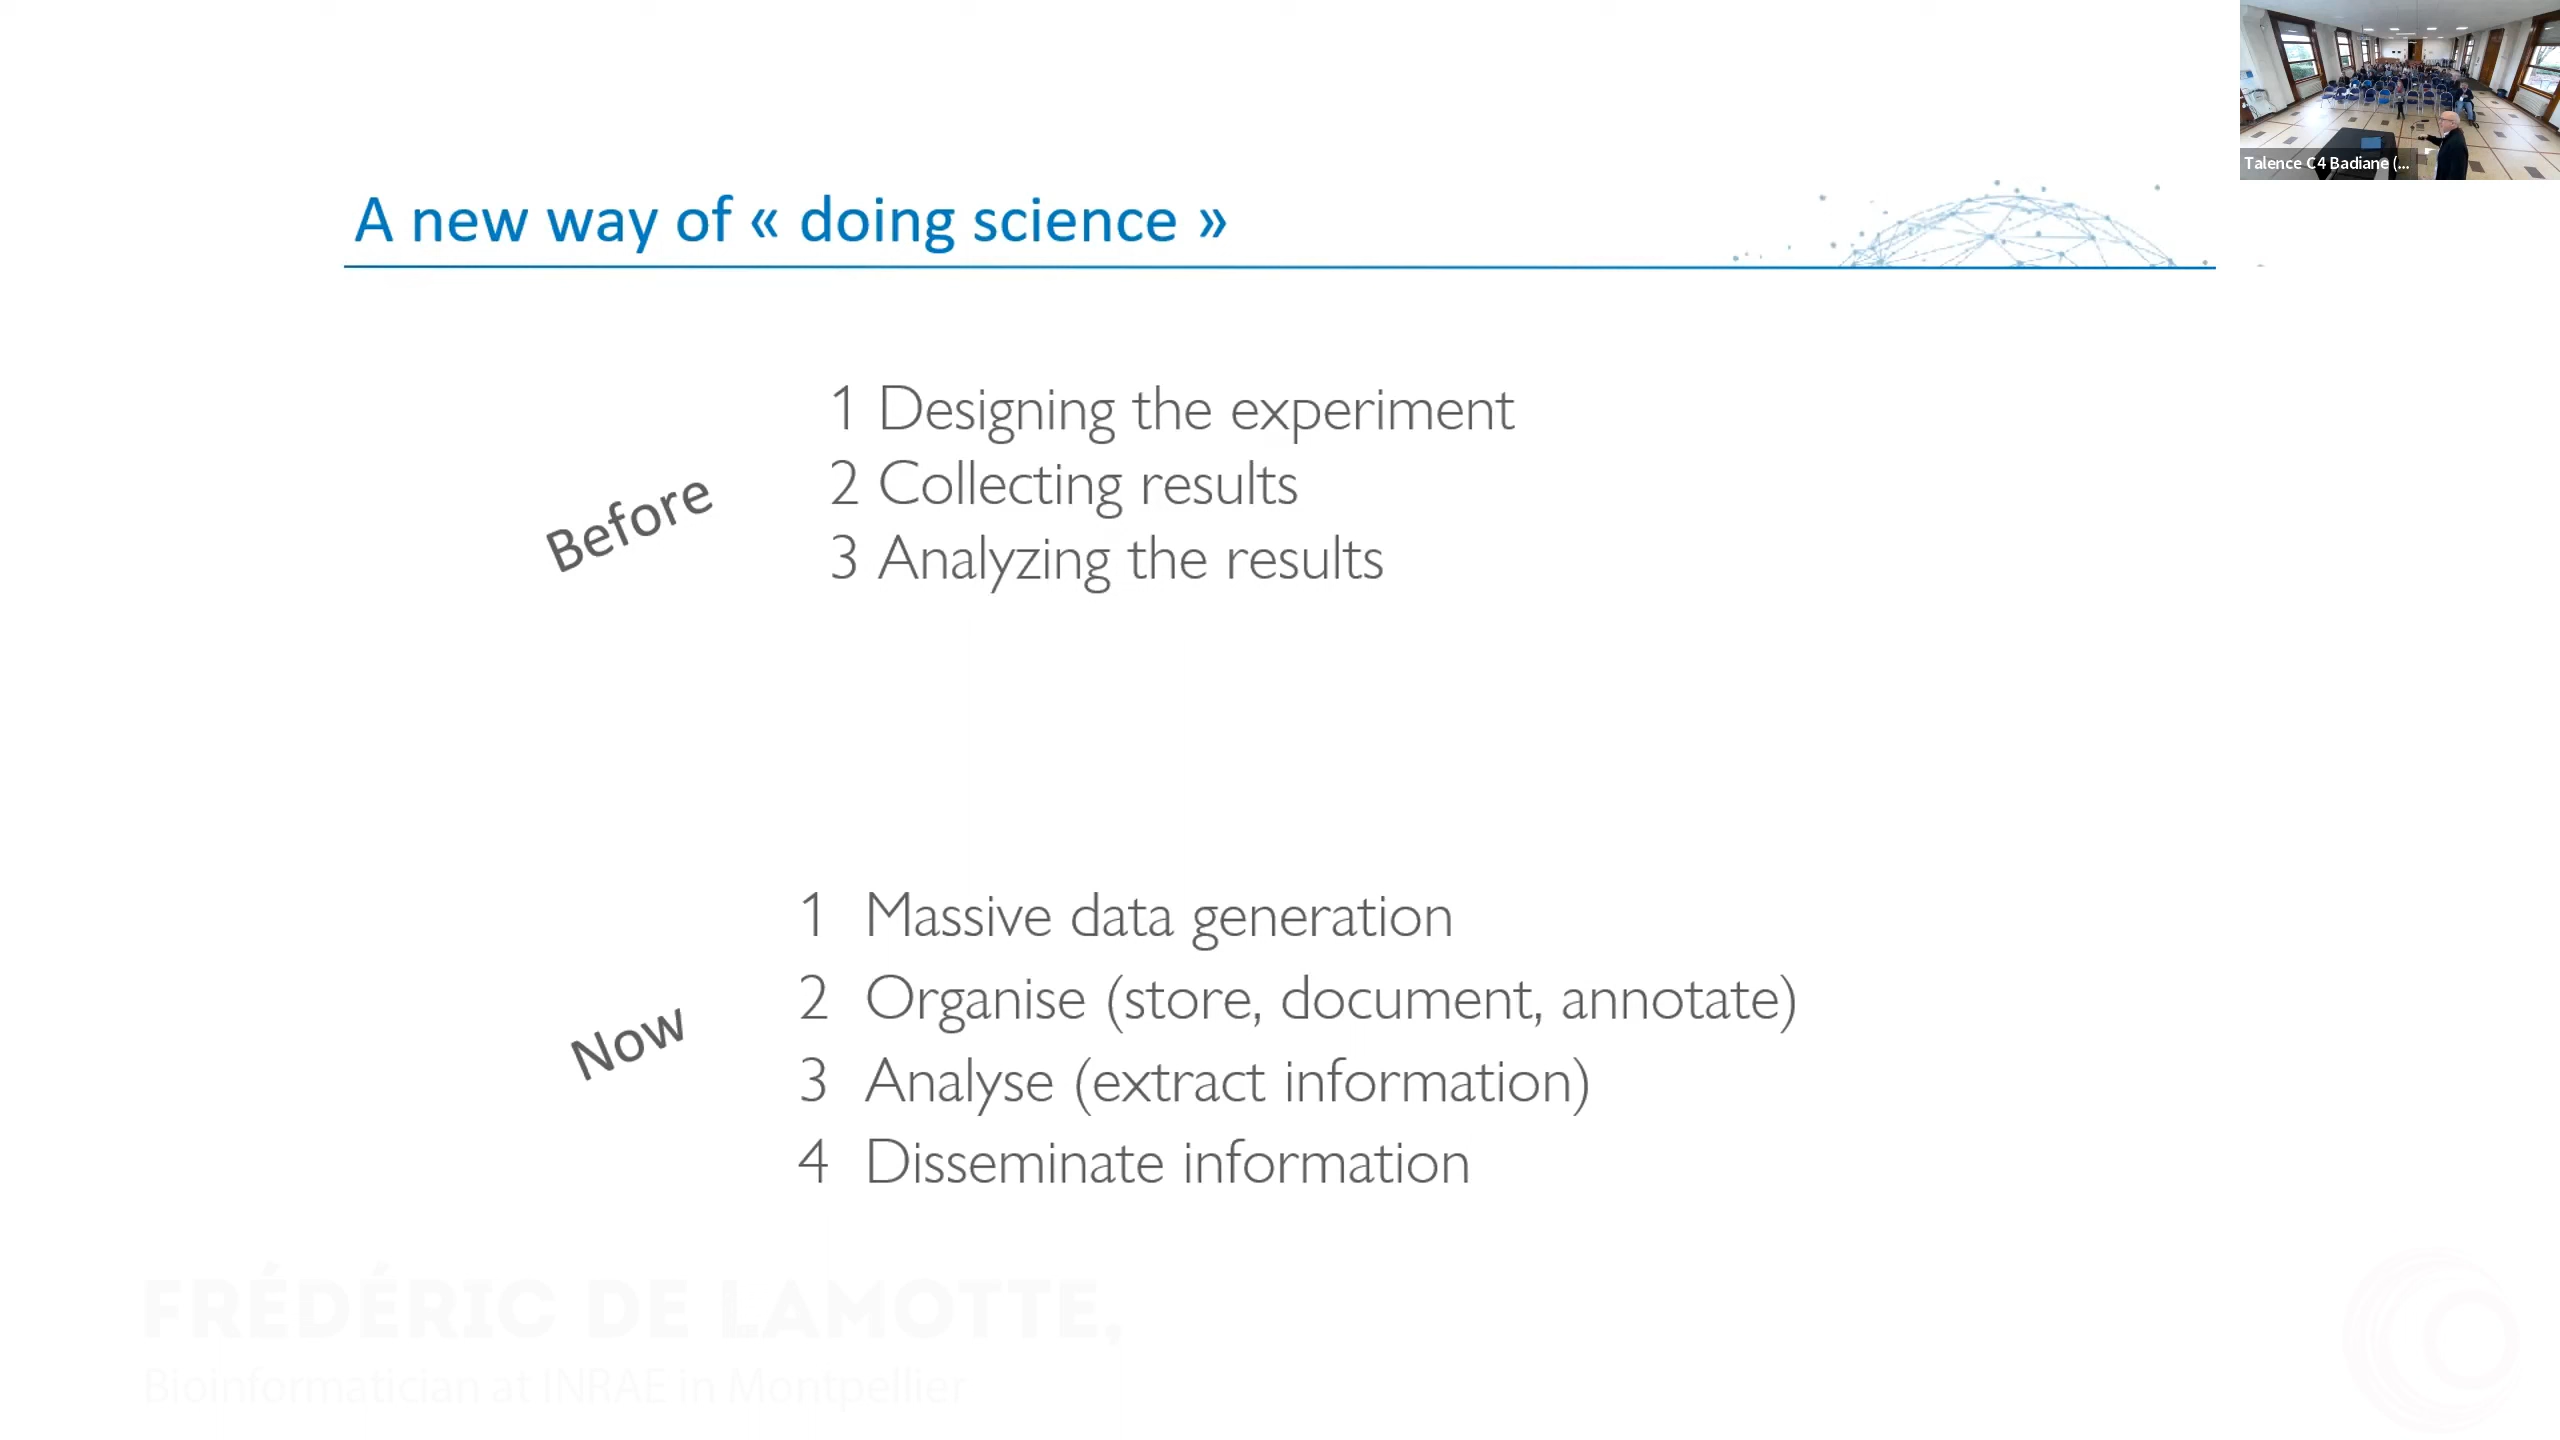 A new way of « doing science »
Before
1 Designing the experiment
2 Collecting results
3 Analyzing the results
Now
1 Massive data generation
2 Organise (store, document, annotate)
3 Analyse (extract information)
4 Disseminate information
FRÉDÉRIC DE LAMOTTE,
Bioinformatician at INRAE in Montpellier
Talence C4 Badiane (...